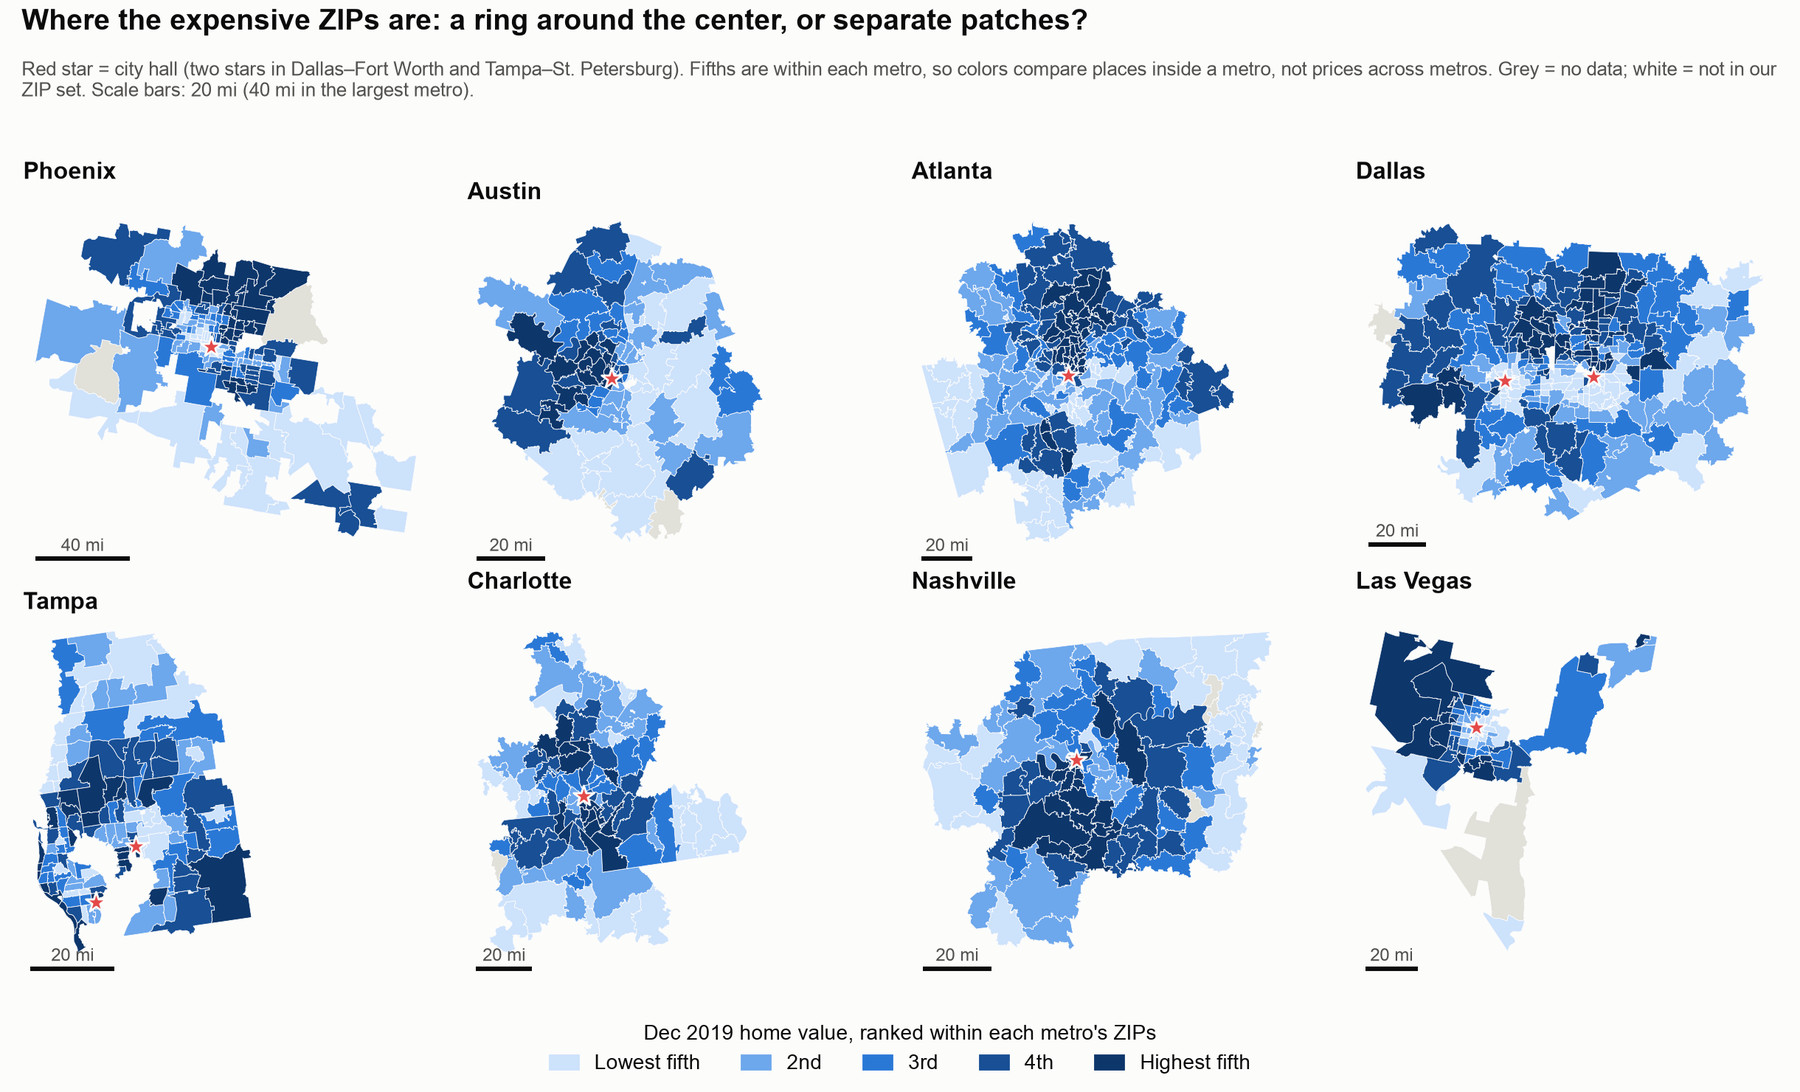 Where the expensive ZIPs are: a ring around the center, or separate patches?
Red star = city hall (two stars in Dallas–Fort Worth and Tampa–St. Petersburg). Fifths are within each metro, so colors compare places inside a metro, not prices across metros. Grey = no data; white = not in our
ZIP set. Scale bars: 20 mi (40 mi in the largest metro).
Phoenix
Austin
Atlanta
Dallas
40 mi
20 mi
20 mi
20 mi
Tampa
Charlotte
Nashville
Las Vegas
20 mi
20 mi
20 mi
20 mi
Dec 2019 home value, ranked within each metro's ZIPs
Lowest fifth
2nd
3rd
4th
Highest fifth